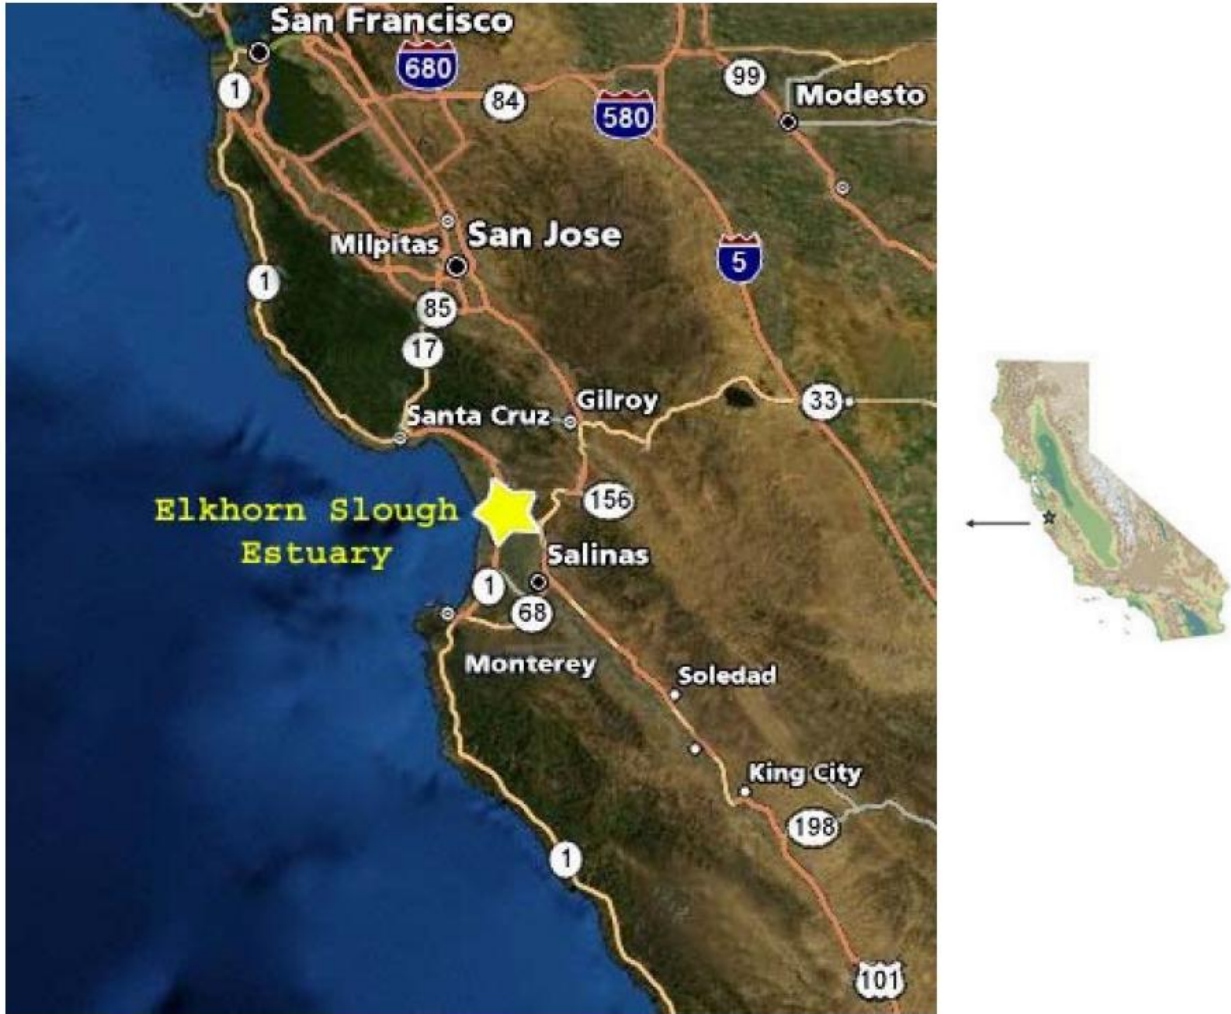 San Francisco
680
1
84
99
Modesto
580
San Jose
Milpitas
5
1
85
17
Gilroy
33
Santa Cruz
156
Elkhorn Slough
Estuary
Salinas
1
68
Monterey
Soledad
King City
198
1
101